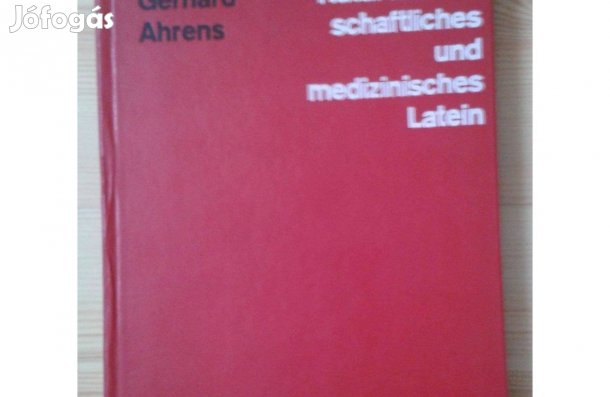 Jófogás
Gerhard
Ahrens
schaftliches
und
medizinisches
Latein